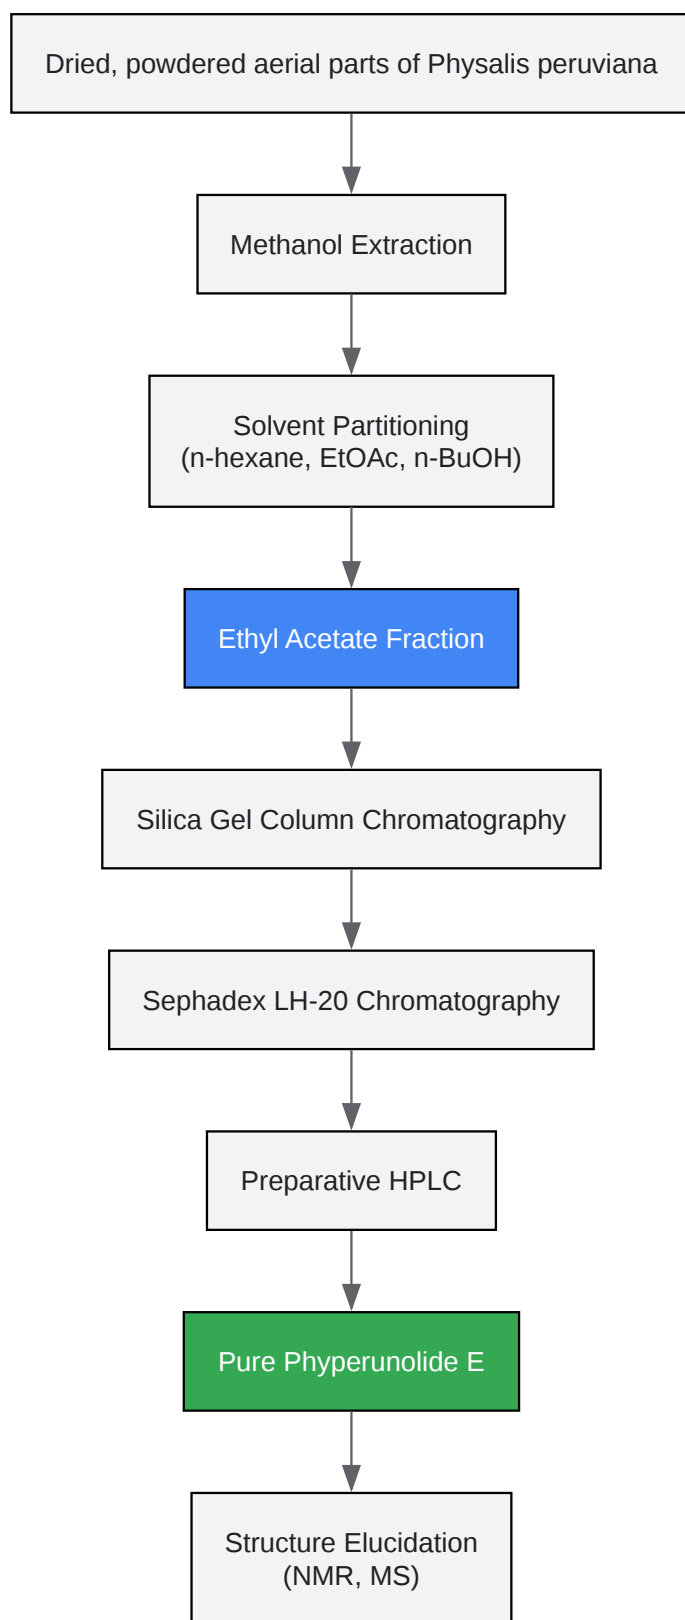 Dried, powdered aerial parts of Physalis peruviana
Methanol Extraction
Solvent Partitioning
(n-hexane, EtOAc, n-BuOH)
Ethyl Acetate Fraction
Silica Gel Column Chromatography
Sephadex LH-20 Chromatography
Preparative HPLC
Pure Phyperunolide E
Structure Elucidation
(NMR, MS)